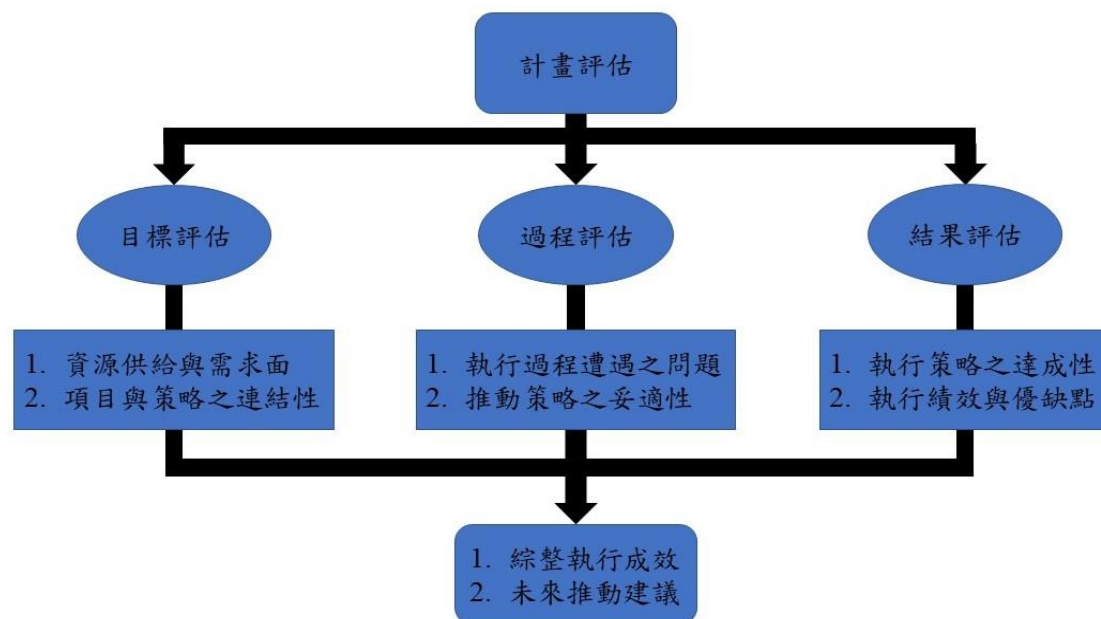 計畫評估
目標評估
過程評估
結果評估
1. 資源供給與需求面
2. 項目與策略之連結性
1. 執行過程遭遇之問題
2. 推動策略之妥適性
1. 執行策略之達成性
2. 執行績效與優缺點
1. 綜整執行成效
2. 未來推動建議